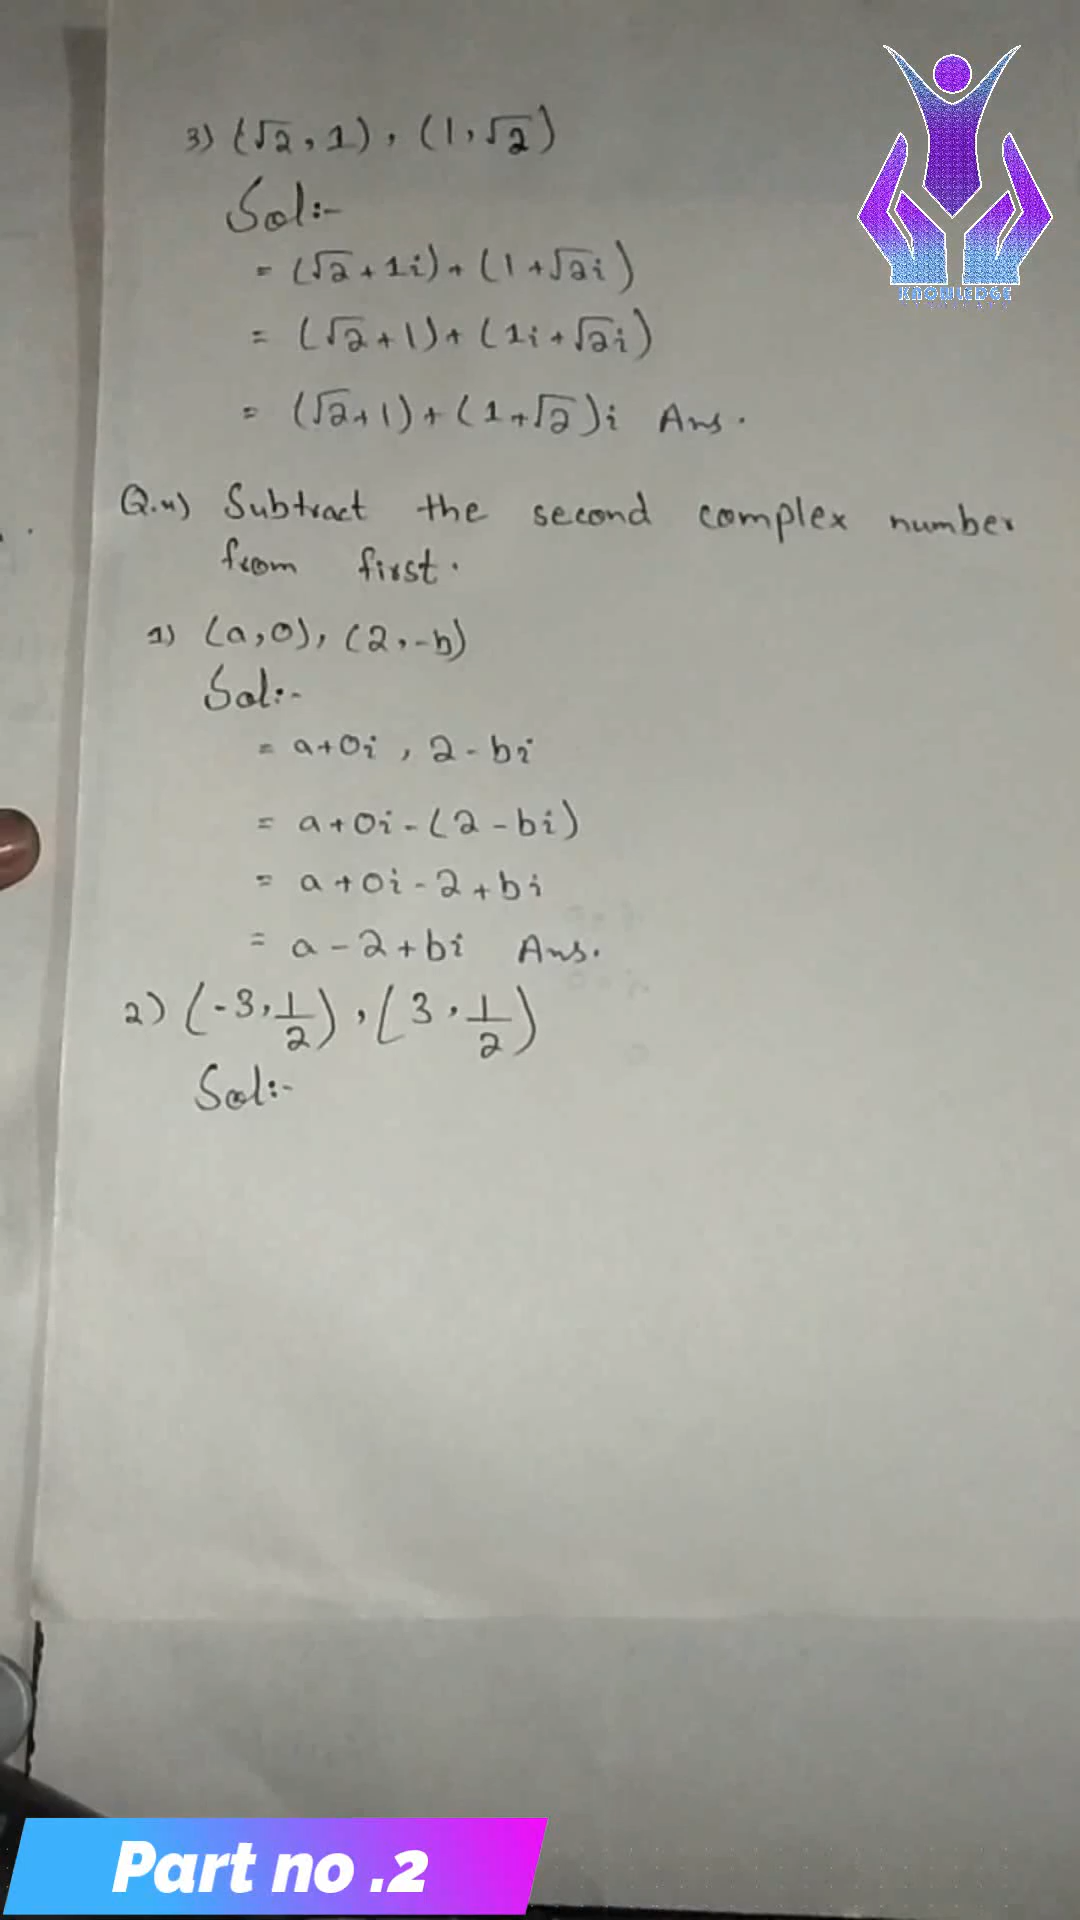 3) (√2, 1), (1, √2)
Sol:-
= (√2 + 1i) + (1 + √2i)
= (√2 + 1) + (1i + √2i)
= (√2 + 1) + (1 + √2)i Ans.
Q.4) Subtract the second complex number
from first.
1) (a, 0), (2, -b)
Sol:-
= a + 0i, 2 - bi
= a + 0i - (2 - bi)
= a + 0i - 2 + bi
= a - 2 + bi Ans.
2) (-3, 1/2), (3, 1/2)
Sol:-
KNOWLEDGE
Part no .2